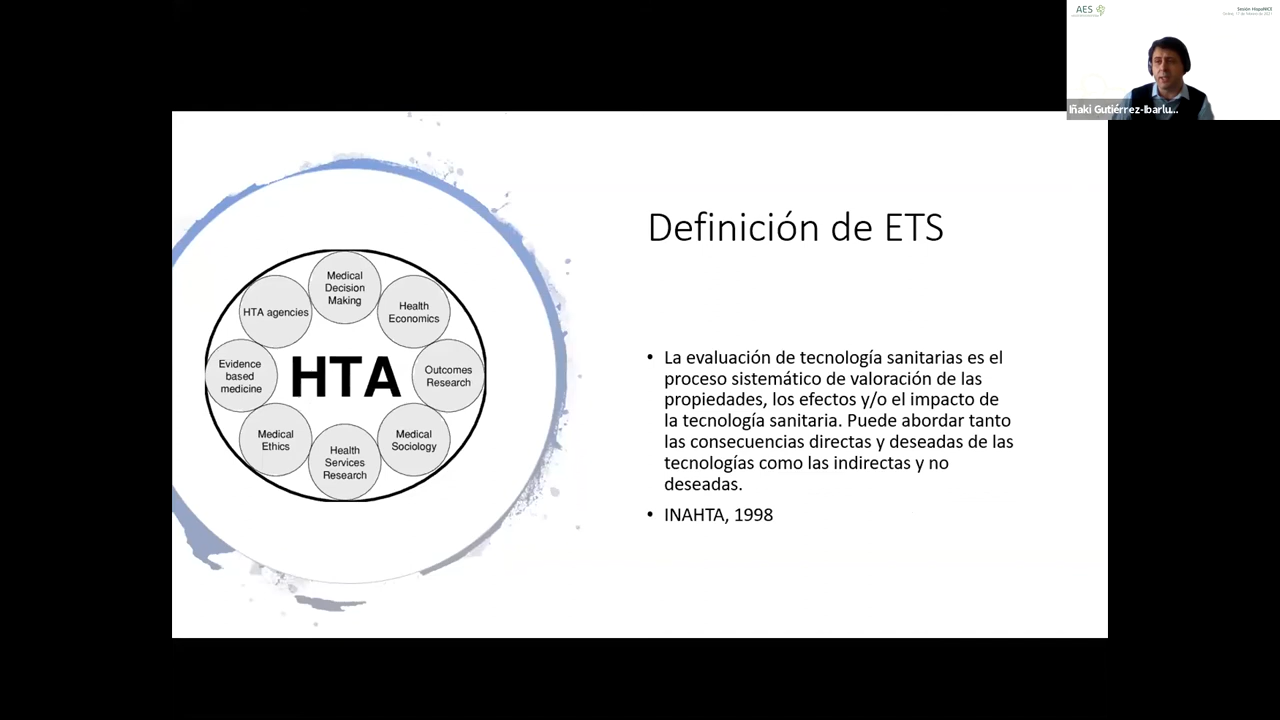 AES
Sesión HispaNICE
Iñaki Gutiérrez-Ibarlu...
Definición de ETS
Medical
Decision
Making
HTA agencies
Health
Economics
Evidence
based
medicine
HTA
Outcomes
Research
Medical
Ethics
Health
Services
Research
Medical
Sociology
• La evaluación de tecnología sanitarias es el
proceso sistemático de valoración de las
propiedades, los efectos y/o el impacto de
la tecnología sanitaria. Puede abordar tanto
las consecuencias directas y deseadas de las
tecnologías como las indirectas y no
deseadas.
• INAHTA, 1998